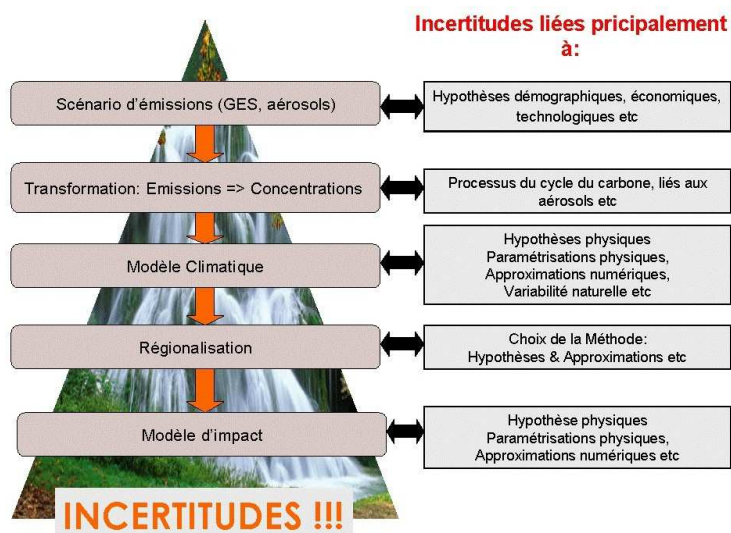 Incertitudes liées pricipalement
à:
Scénario d'émissions (GES, aérosols)
Hypothèses démographiques, économiques,
technologiques etc
Transformation: Emissions => Concentrations
Processus du cycle du carbone, liés aux
aérosols etc
Modèle Climatique
Hypothèses physiques
Paramétrisations physiques,
Approximations numériques,
Variabilité naturelle etc
Régionalisation
Choix de la Méthode:
Hypothèses & Approximations etc
Modèle d'impact
Hypothèse physiques
Paramétrisations physiques,
Approximations numériques etc
INCERTITUDES !!!